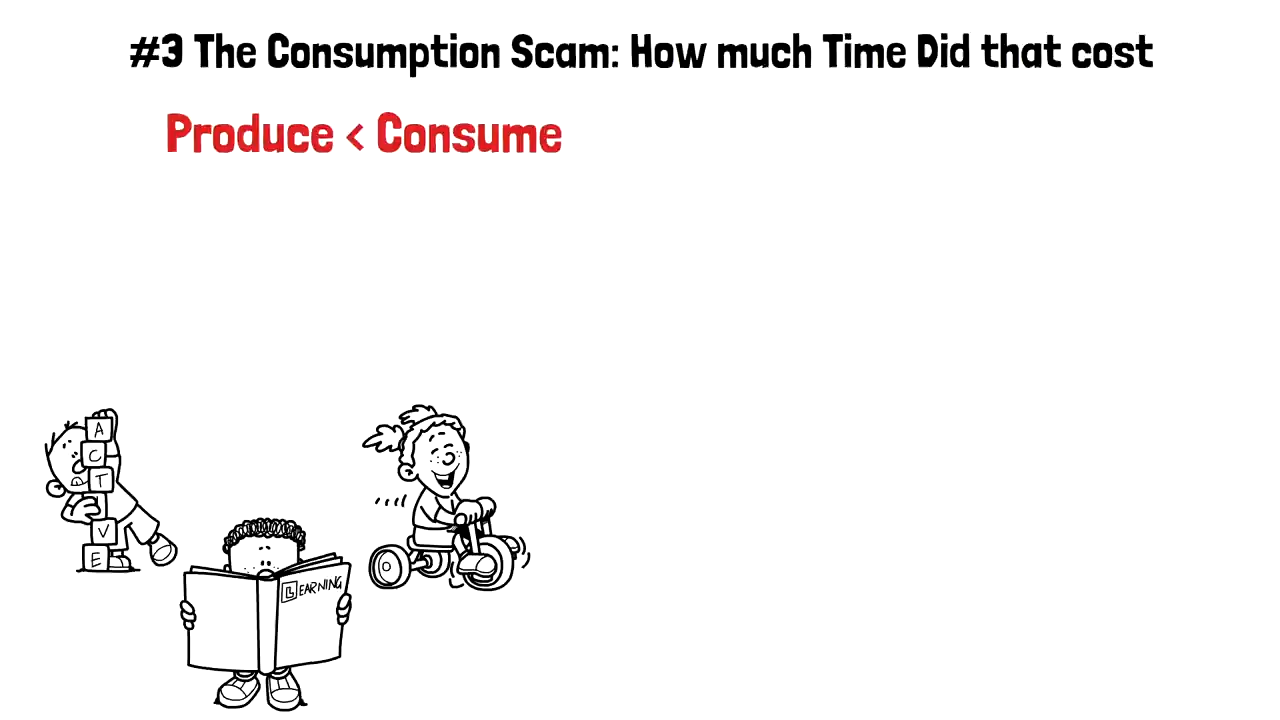 #3 The Consumption Scam: How much Time Did that cost
Produce < Consume
A
C
T
V
E
LEARNING